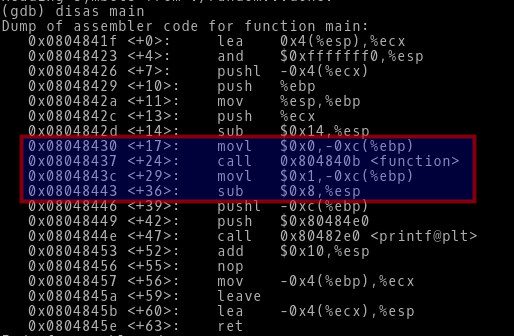 (gdb) disas main
Dump of assembler code for function main:
0x0804841f <+0>: lea 0x4(%esp),%ecx
0x08048423 <+4>: and $0xfffffff0,%esp
0x08048426 <+7>: pushl -0x4(%ecx)
0x08048429 <+10>: push %ebp
0x0804842a <+11>: mov %esp,%ebp
0x0804842c <+13>: push %ecx
0x0804842d <+14>: sub $0x14,%esp
0x08048430 <+17>: movl $0x0,-0xc(%ebp)
0x08048437 <+24>: call 0x804840b <function>
0x0804843c <+29>: movl $0x1,-0xc(%ebp)
0x08048443 <+36>: sub $0x8,%esp
0x08048446 <+39>: pushl -0xc(%ebp)
0x08048449 <+42>: push $0x80484e0
0x0804844e <+47>: call 0x80482e0 <printf@plt>
0x08048453 <+52>: add $0x10,%esp
0x08048456 <+55>: nop
0x08048457 <+56>: mov -0x4(%ebp),%ecx
0x0804845a <+59>: leave
0x0804845b <+60>: lea -0x4(%ecx),%esp
0x0804845e <+63>: ret